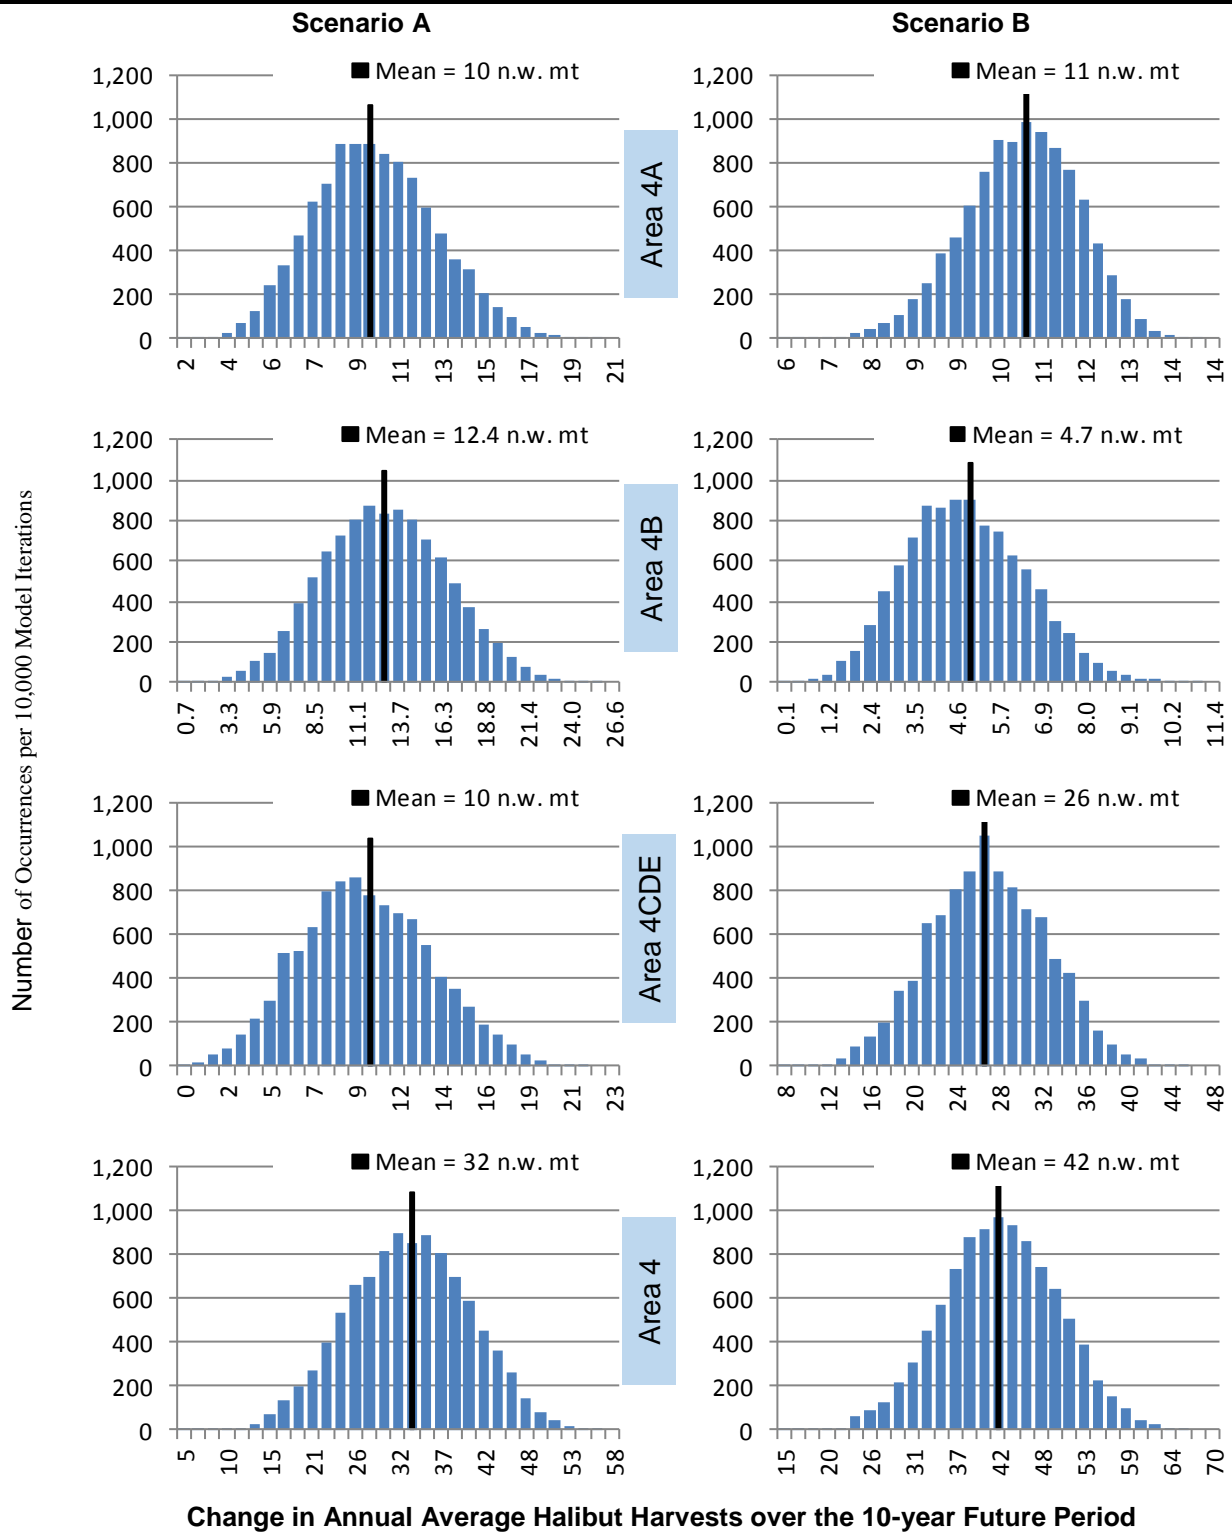 Scenario A
Scenario B
Number of Occurrences per 10,000 Model Iterations
Mean = 10 n.w. mt
1,200
1,000
800
600
400
200
0
2 4 6 7 9 11 13 15 17 19 21
Area 4A
Mean = 11 n.w. mt
1,200
1,000
800
600
400
200
0
6 7 8 9 9 10 11 12 13 14 14
Mean = 12.4 n.w. mt
1,200
1,000
800
600
400
200
0
0.7 3.3 5.9 8.5 11.1 13.7 16.3 18.8 21.4 24.0 26.6
Area 4B
Mean = 4.7 n.w. mt
1,200
1,000
800
600
400
200
0
0.1 1.2 2.4 3.5 4.6 5.7 6.9 8.0 9.1 10.2 11.4
Mean = 10 n.w. mt
1,200
1,000
800
600
400
200
0
0 2 5 7 9 12 14 16 19 21 23
Area 4CDE
Mean = 26 n.w. mt
1,200
1,000
800
600
400
200
0
8 12 16 20 24 28 32 36 40 44 48
Mean = 32 n.w. mt
1,200
1,000
800
600
400
200
0
5 10 15 21 26 32 37 42 48 53 58
Area 4
Mean = 42 n.w. mt
1,200
1,000
800
600
400
200
0
15 20 26 31 37 42 48 53 59 64 70
Change in Annual Average Halibut Harvests over the 10-year Future Period